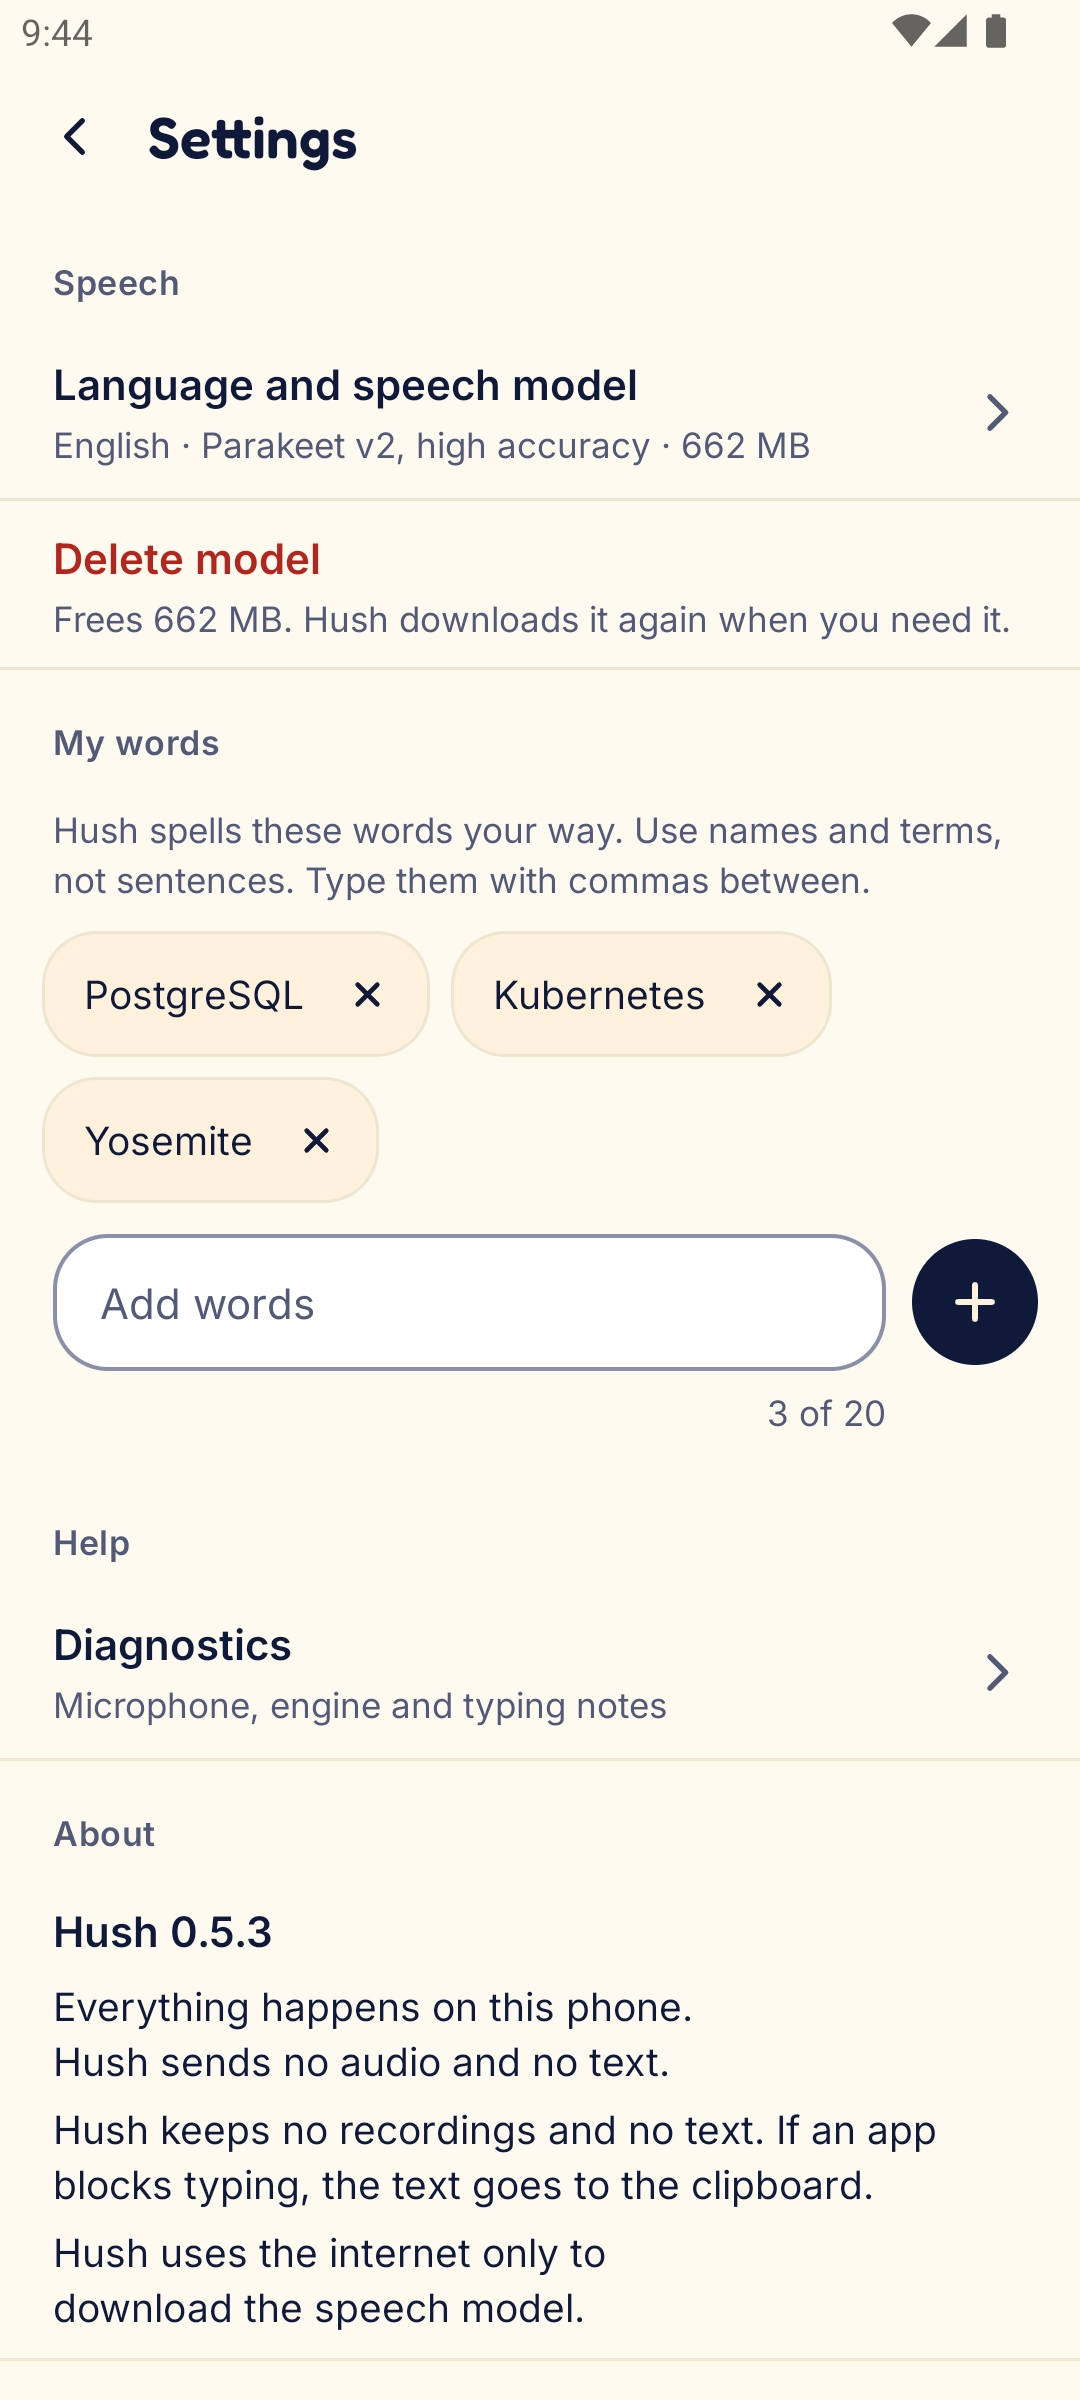 9:44
Settings
Speech
Language and speech model
English · Parakeet v2, high accuracy · 662 MB
Delete model
Frees 662 MB. Hush downloads it again when you need it.
My words
Hush spells these words your way. Use names and terms,
not sentences. Type them with commas between.
PostgreSQL Kubernetes
Yosemite
Add words
3 of 20
Help
Diagnostics
Microphone, engine and typing notes
About
Hush 0.5.3
Everything happens on this phone.
Hush sends no audio and no text.
Hush keeps no recordings and no text. If an app
blocks typing, the text goes to the clipboard.
Hush uses the internet only to
download the speech model.